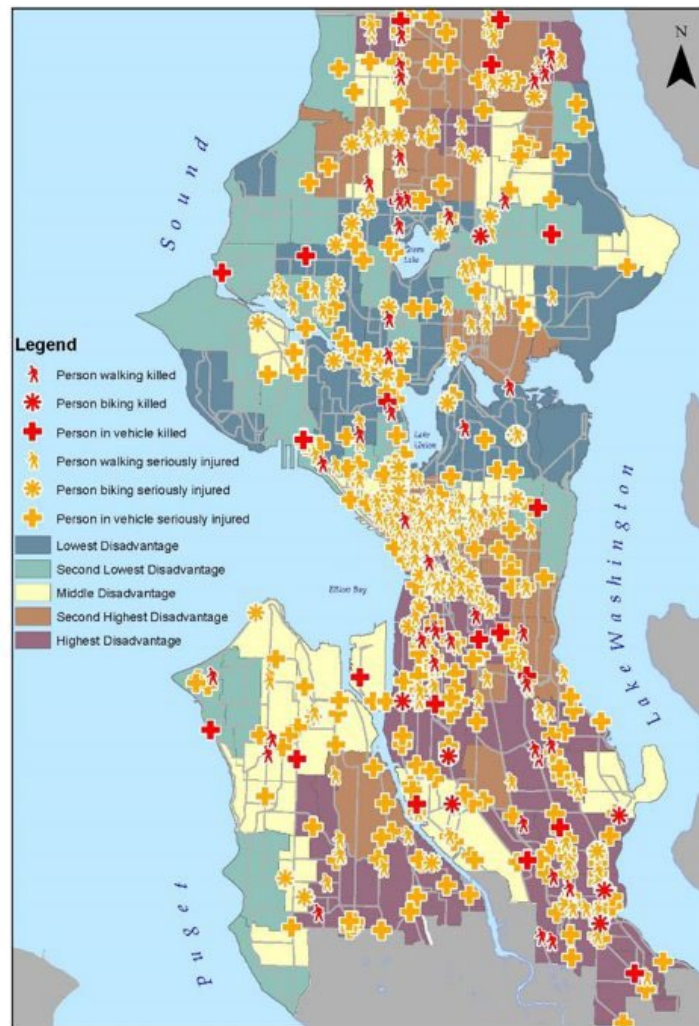 N
Sound
Green
Lake
Legend
Person walking killed
Person biking killed
Person in vehicle killed
Person walking seriously injured
Person biking seriously injured
Person in vehicle seriously injured
Lowest Disadvantage
Second Lowest Disadvantage
Middle Disadvantage
Second Highest Disadvantage
Highest Disadvantage
Lake
Union
Lake Washington
Elliott Bay
Puget